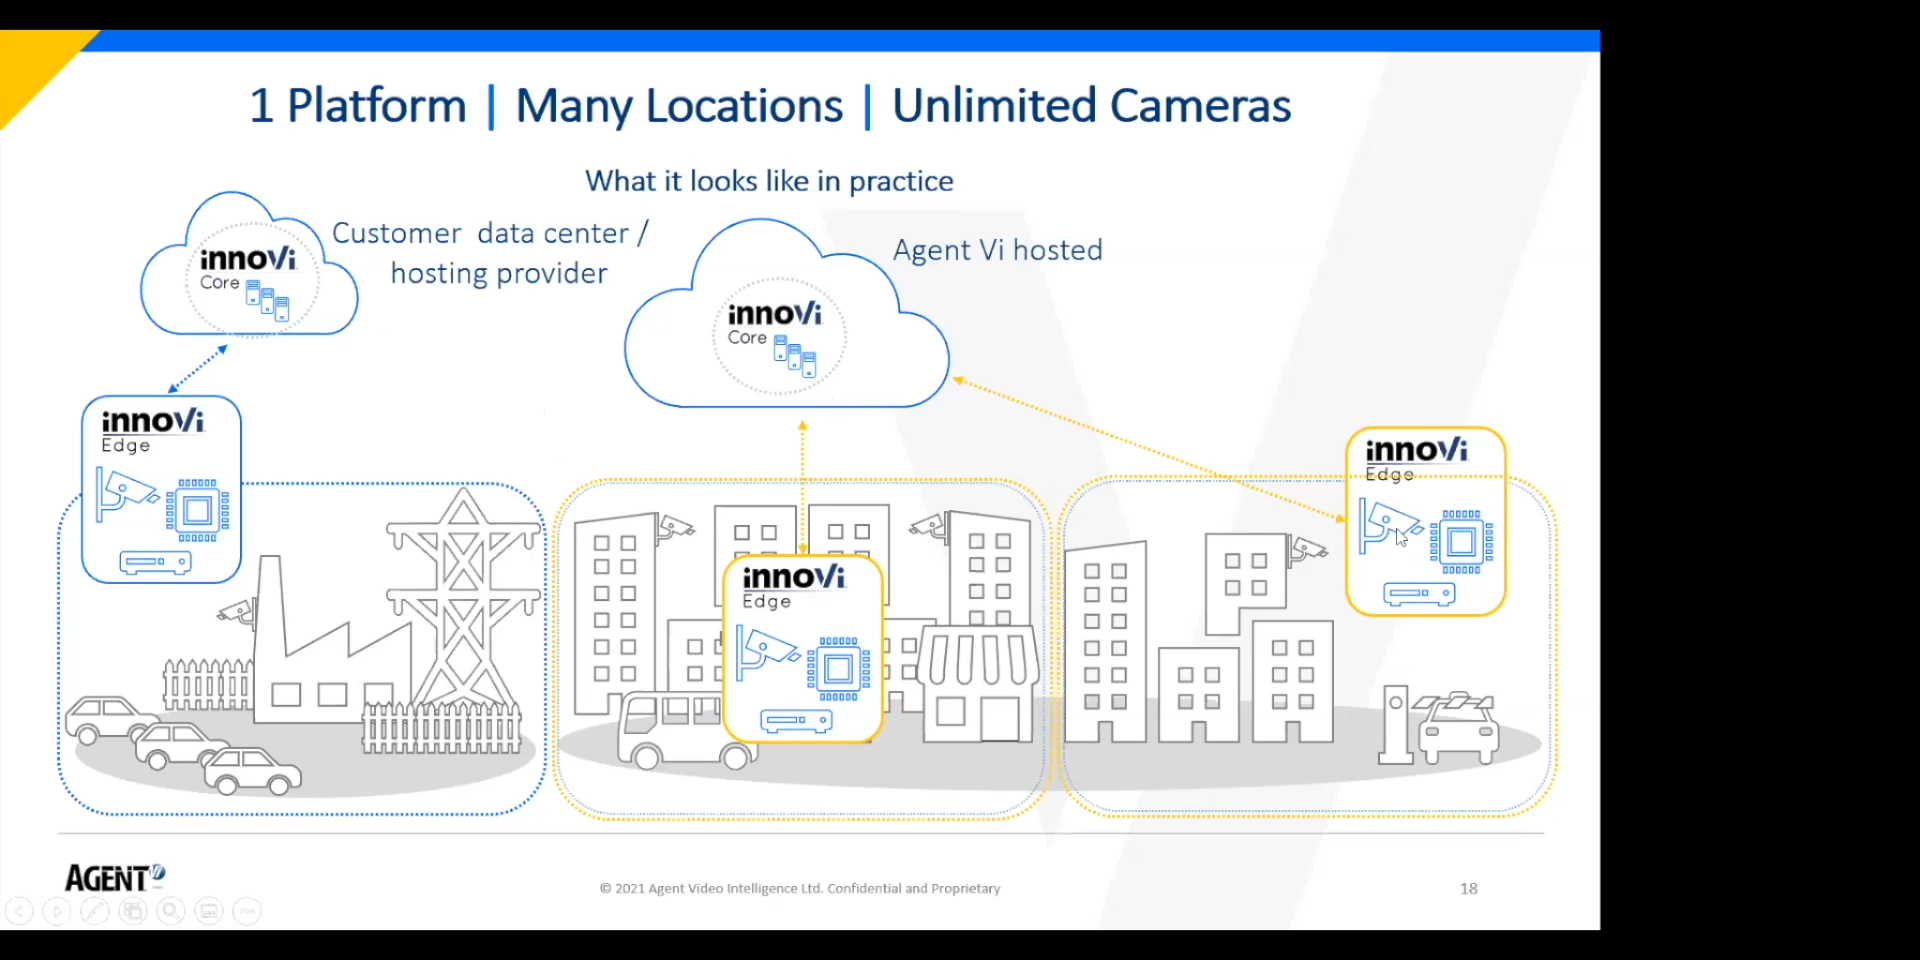 1 Platform | Many Locations | Unlimited Cameras
What it looks like in practice
innoVi
Core
Customer data center /
hosting provider
innoVi
Core
Agent Vi hosted
innoVi
Edge
innoVi
Edge
innoVi
Edge
AGENT Vi
© 2021 Agent Video Intelligence Ltd. Confidential and Proprietary
18